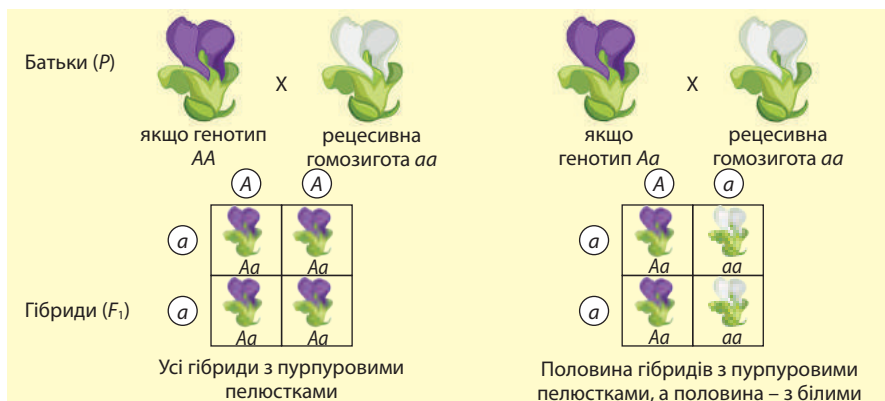 Батьки (P)
X
X
якщо генотип
AA
рецесивна
гомозигота aa
якщо
генотип Aa
рецесивна
гомозигота aa
A A
a
Aa Aa
a
Aa Aa
A a
a
Aa aa
a
Aa aa
Гібриди (F₁)
Усі гібриди з пурпуровими
пелюстками
Половина гібридів з пурпуровими
пелюстками, а половина – з білими